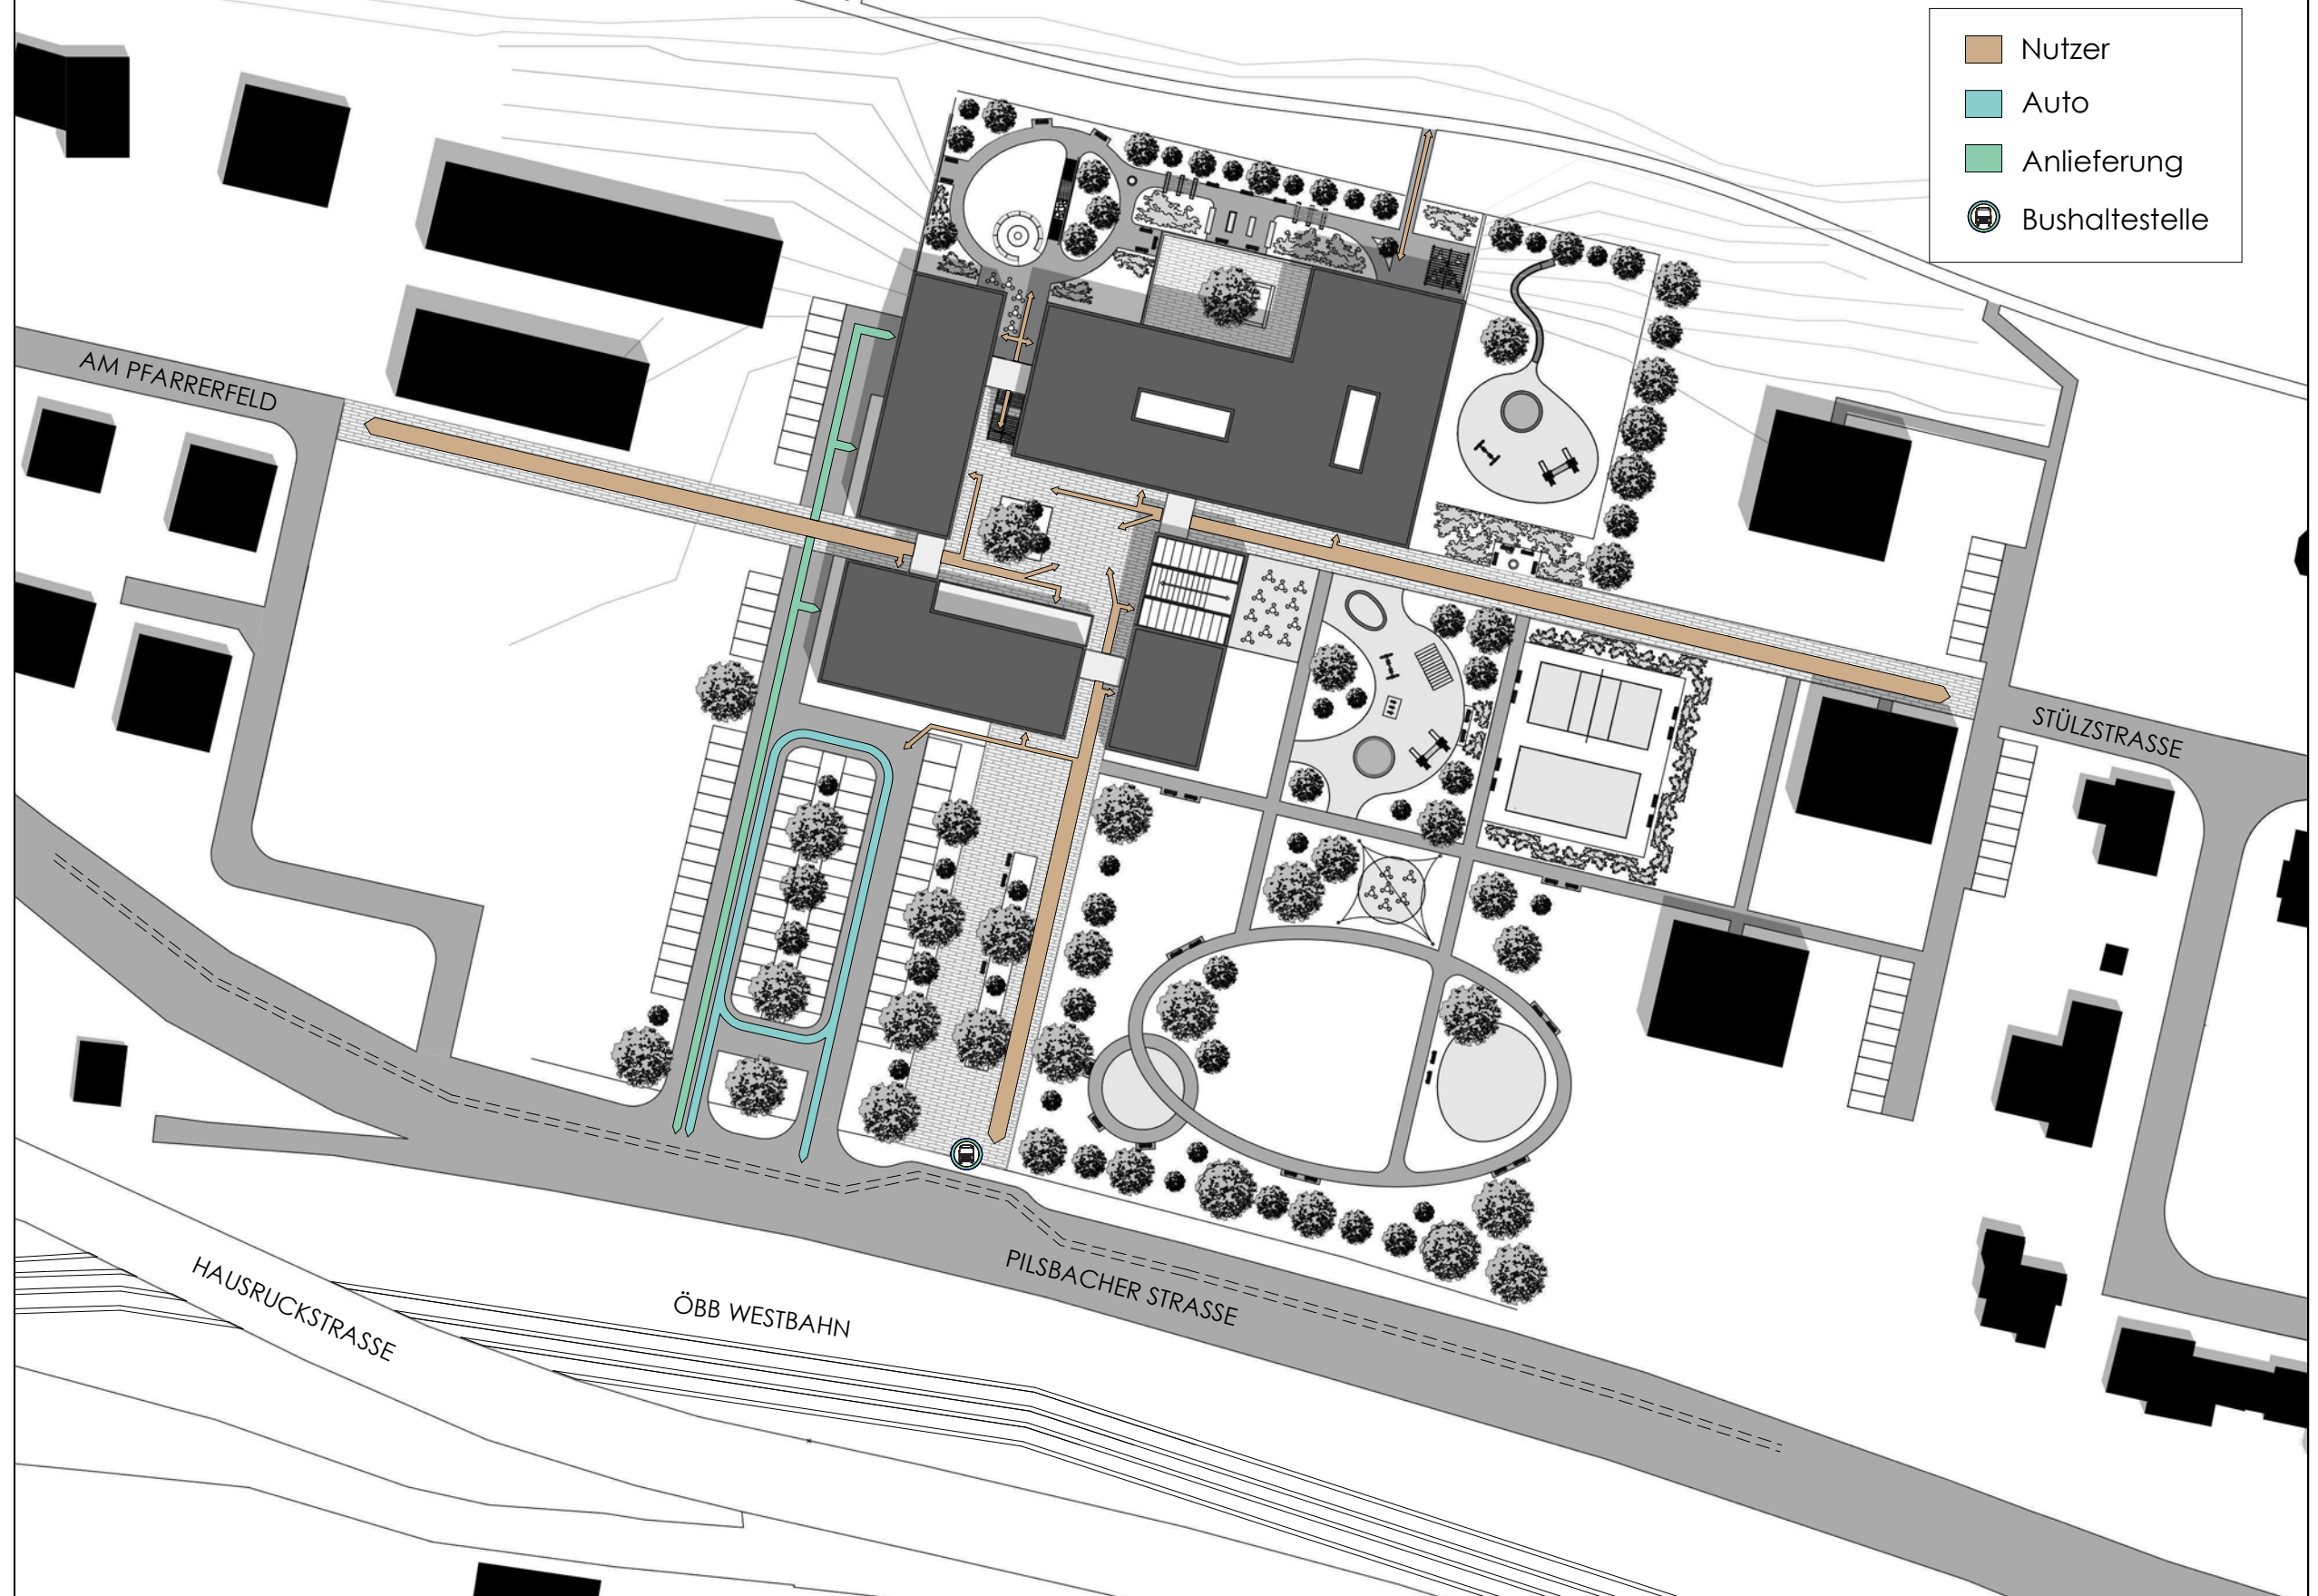 Nutzer
Auto
Anlieferung
Bushaltestelle
AM PFARRERFELD
STÜLZSTRASSE
HAUSRUCKSTRASSE
ÖBB WESTBAHN
PILSBACHER STRASSE